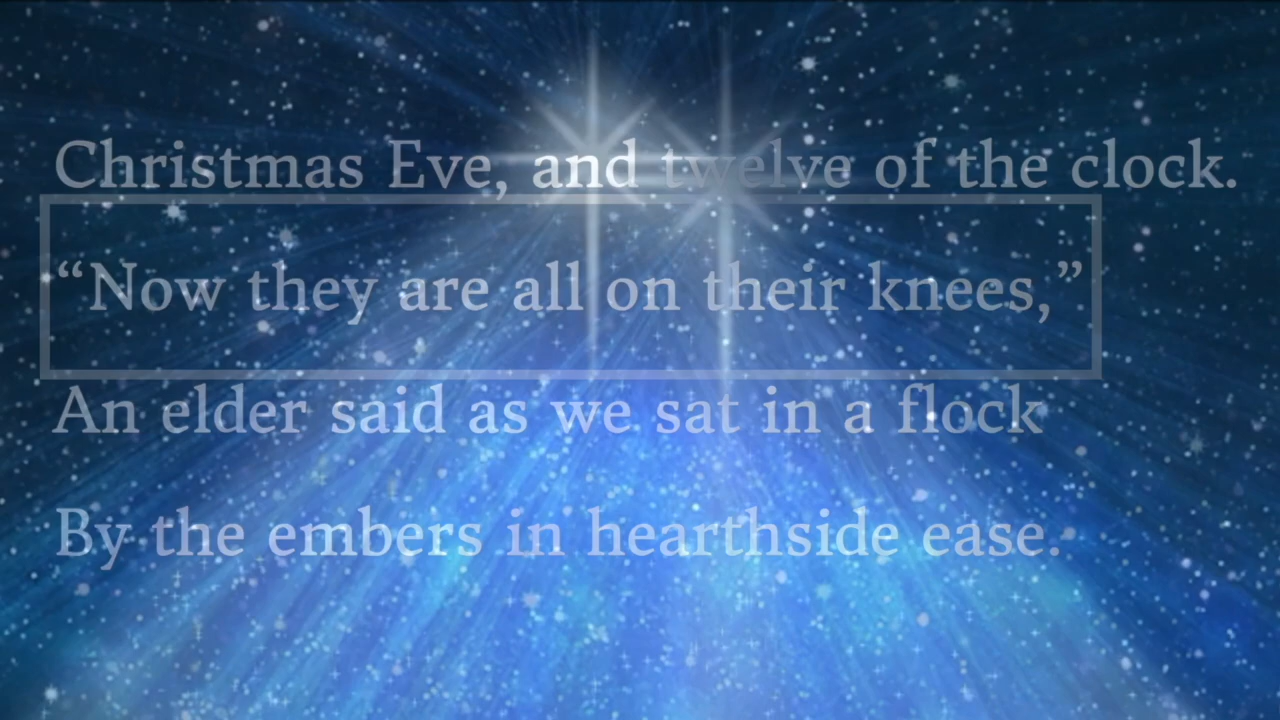 Christmas Eve, and twelve of the clock.
“Now they are all on their knees,”
An elder said as we sat in a flock
By the embers in hearthside ease.